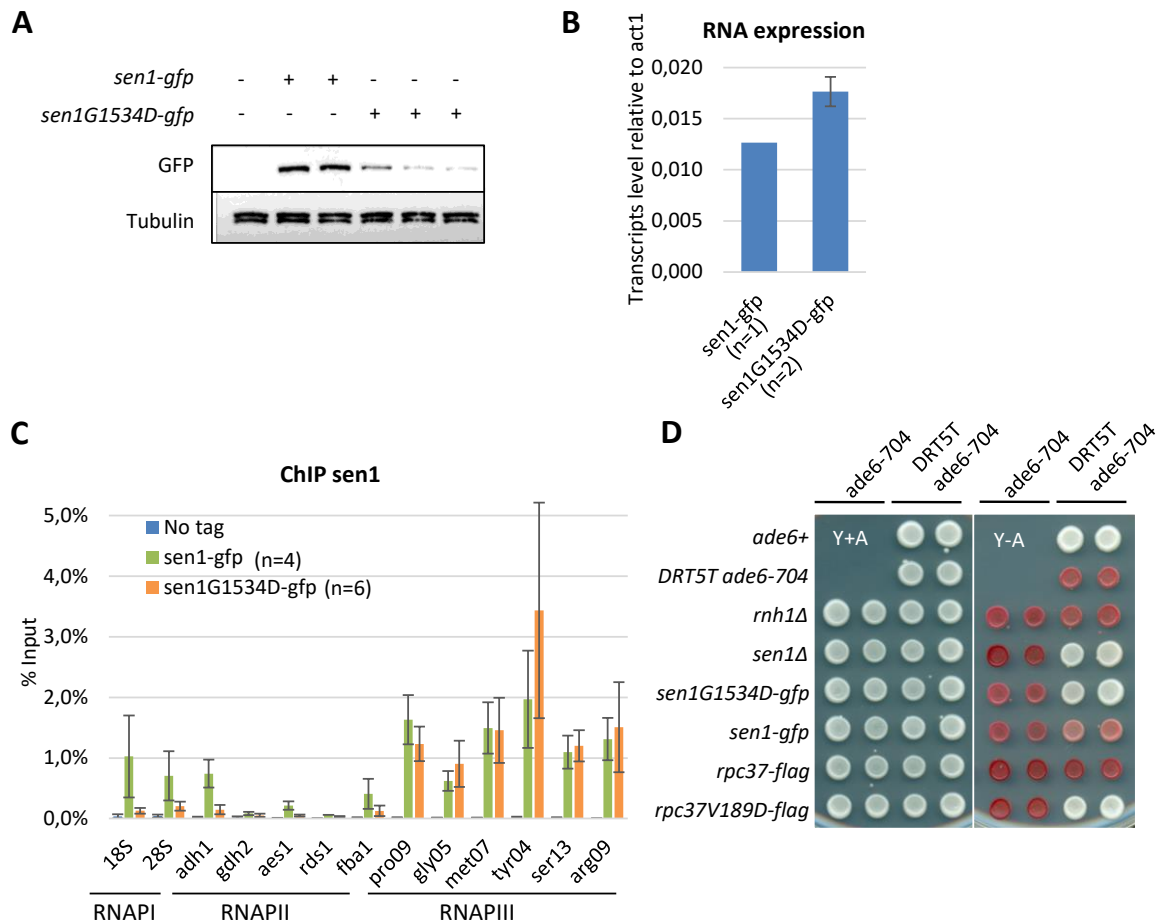 A
sen1-gfp - + + - - -
sen1G1534D-gfp - - - + + +
GFP
Tubulin
B
RNA expression
Transcripts level relative to act1
0,020
0,015
0,010
0,005
0,000
sen1-gfp
(n=1)
sen1G1534D-gfp
(n=2)
C
ChIP sen1
% Input
5,0%
4,0%
3,0%
2,0%
1,0%
0,0%
No tag
sen1-gfp (n=4)
sen1G1534D-gfp (n=6)
18S 28S adh1 gdh2 aes1 rds1 fba1 pro09 gly05 met07 tyr04 ser13 arg09
RNAPI RNAPII RNAPIII
D
ade6-704
DRT5T
ade6-704
ade6-704
DRT5T
ade6-704
Y+A Y-A
ade6+
DRT5T ade6-704
rnh1Δ
sen1Δ
sen1G1534D-gfp
sen1-gfp
rpc37-flag
rpc37V189D-flag